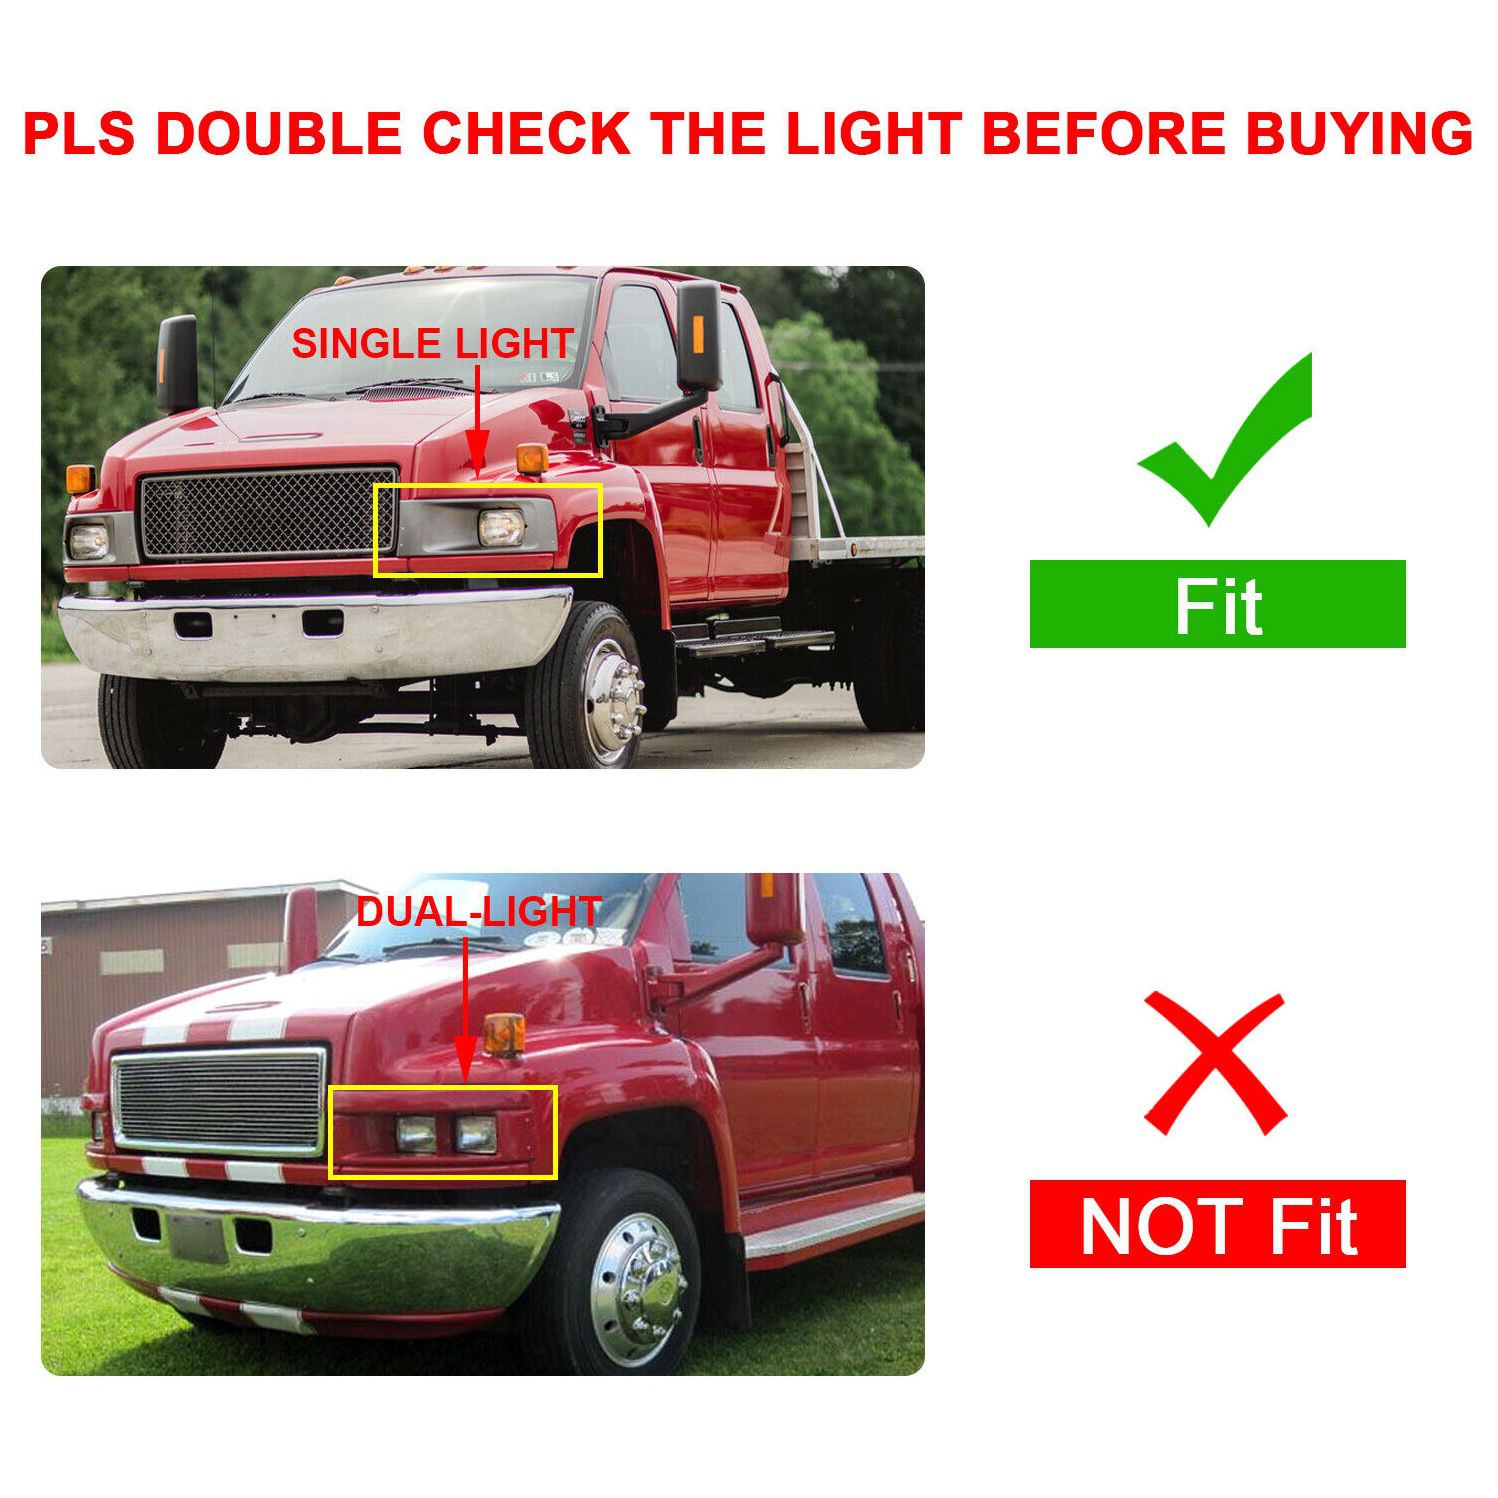 PLS DOUBLE CHECK THE LIGHT BEFORE BUYING
SINGLE LIGHT
Fit
DUAL-LIGHT
NOT Fit